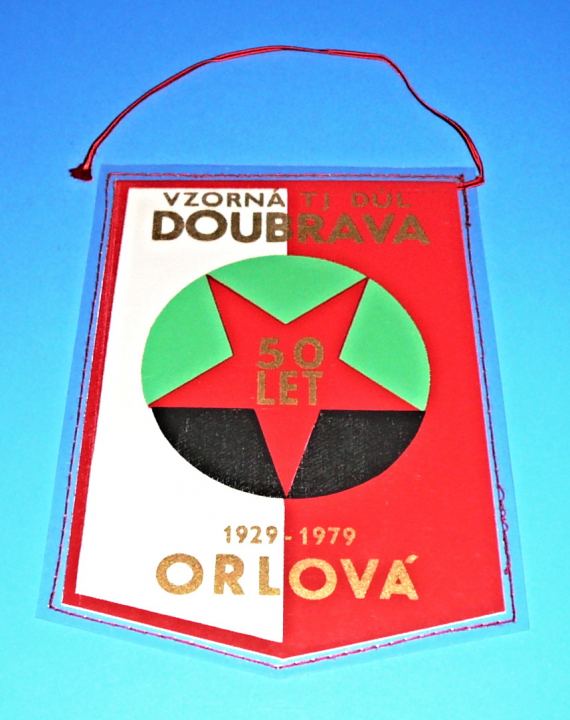 VZORNÁ TJ DŮL
DOUBRAVA
50
LET
1929-1979
ORLOVÁ